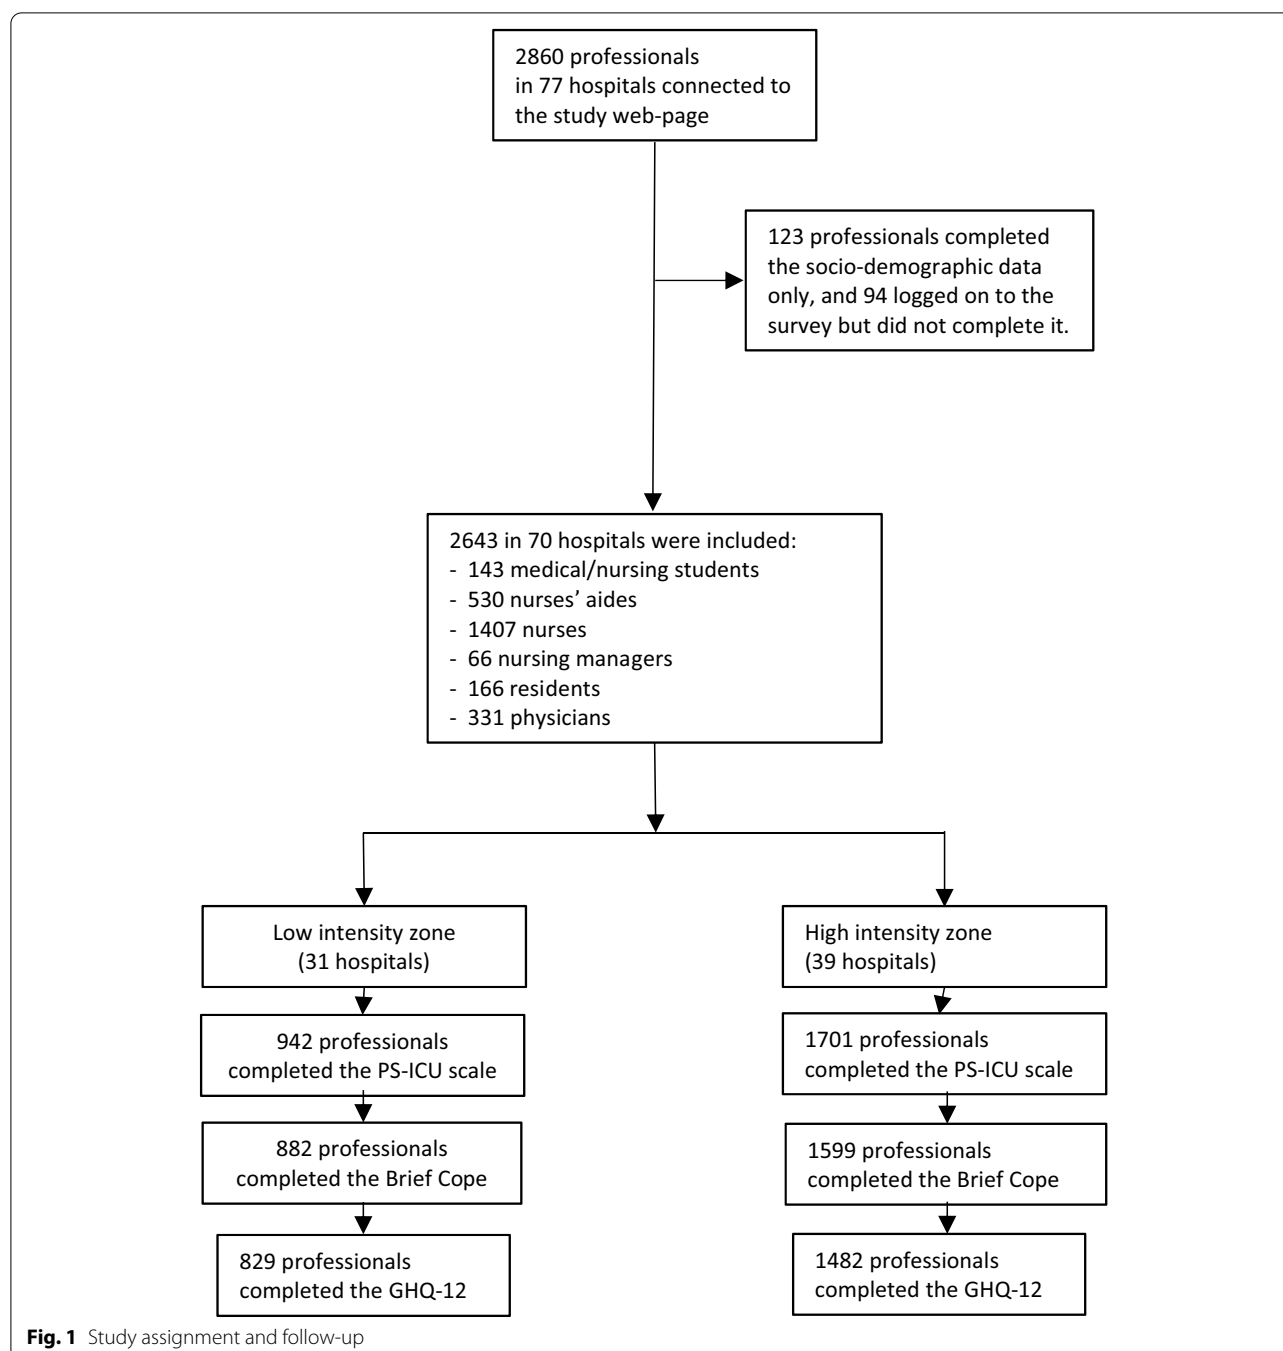 2860 professionals
in 77 hospitals connected to
the study web-page
123 professionals completed
the socio-demographic data
only, and 94 logged on to the
survey but did not complete it.
2643 in 70 hospitals were included:
- 143 medical/nursing students
- 530 nurses’ aides
- 1407 nurses
- 66 nursing managers
- 166 residents
- 331 physicians
Low intensity zone
(31 hospitals)
942 professionals
completed the PS-ICU scale
882 professionals
completed the Brief Cope
829 professionals
completed the GHQ-12
High intensity zone
(39 hospitals)
1701 professionals
completed the PS-ICU scale
1599 professionals
completed the Brief Cope
1482 professionals
completed the GHQ-12
Fig. 1 Study assignment and follow-up